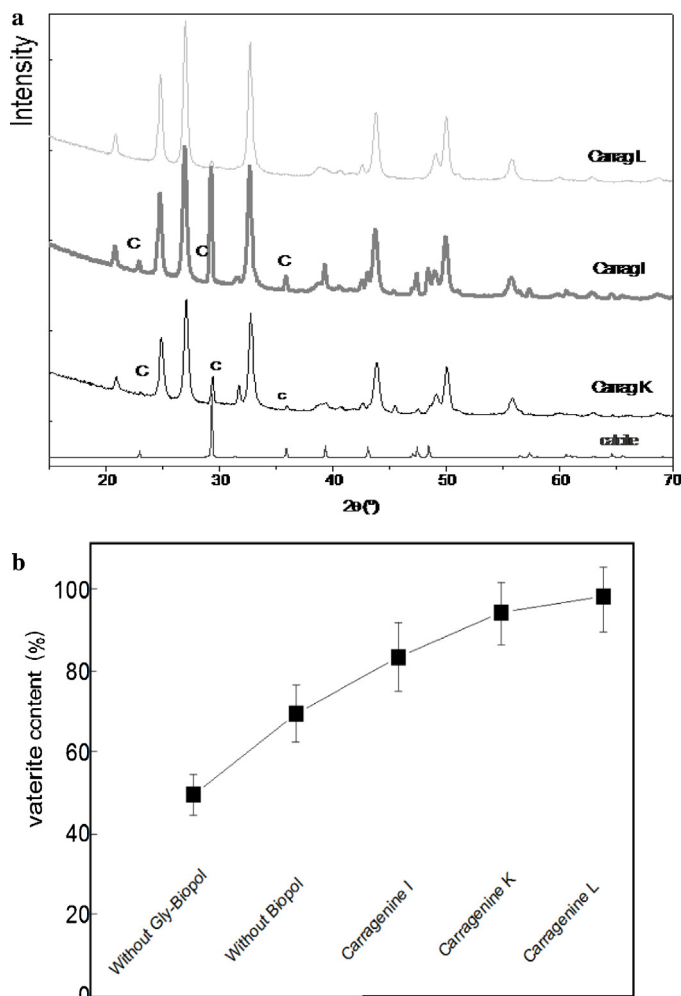 a
Intensity
Carrag L
C
C
C
Carrag I
C
C
c
Carrag K
calcite
20
30
40
50
60
70
2θ (°)
b
vaterite content (%)
100
80
60
40
20
0
Without Gly-Biopol
Without Biopol
Carragenine I
Carragenine K
Carragenine L